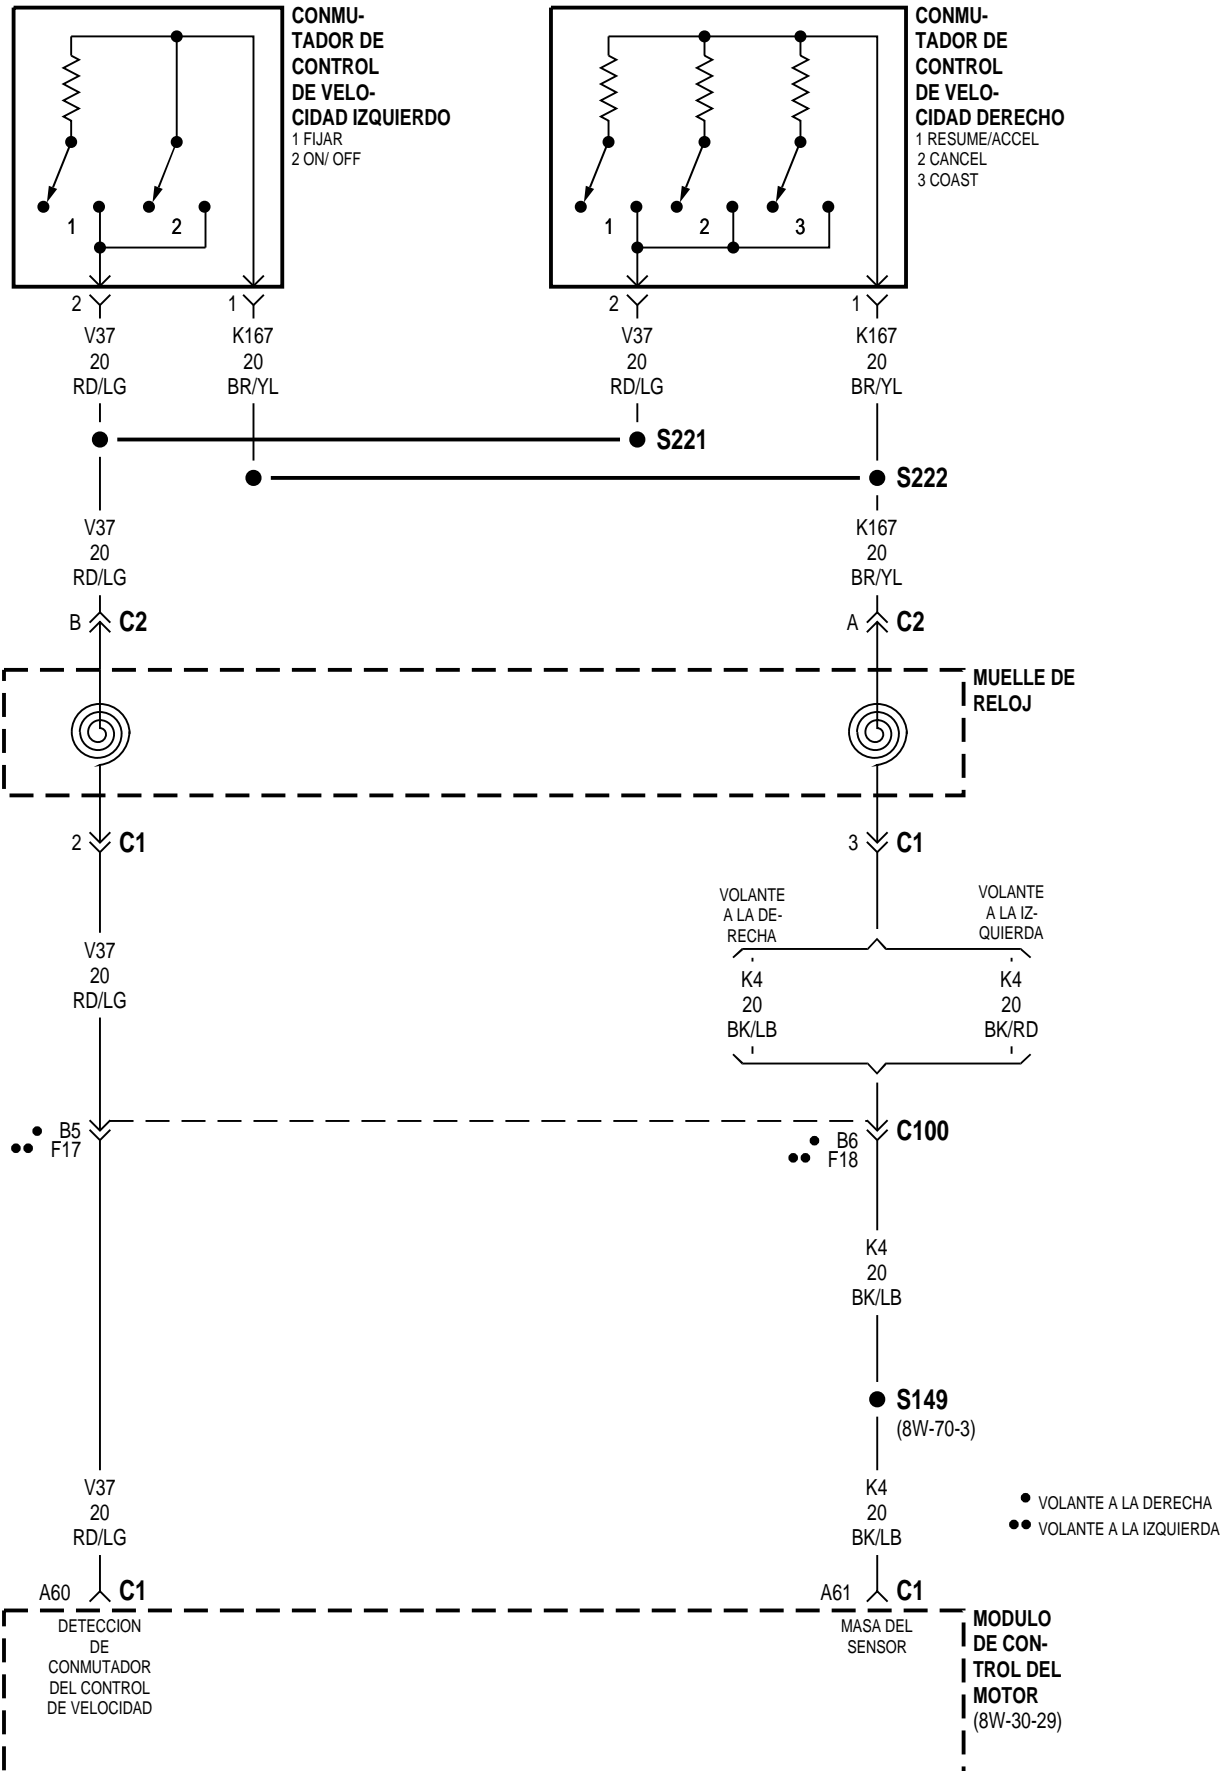 CONMU-
TADOR DE
CONTROL
DE VELO-
CIDAD IZQUIERDO
1 FIJAR
2 ON/ OFF
CONMU-
TADOR DE
CONTROL
DE VELO-
CIDAD DERECHO
1 RESUME/ACCEL
2 CANCEL
3 COAST
1
2
1
2
3
2
1
2
1
V37
20
RD/LG
K167
20
BR/YL
V37
20
RD/LG
K167
20
BR/YL
S221
S222
V37
20
RD/LG
K167
20
BR/YL
B
C2
A
C2
MUELLE DE
RELOJ
2
C1
3
C1
VOLANTE
A LA DE-
RECHA
VOLANTE
A LA IZ-
QUIERDA
V37
20
RD/LG
K4
20
BK/LB
K4
20
BK/RD
B5
F17
B6
F18
C100
K4
20
BK/LB
S149
(8W-70-3)
V37
20
RD/LG
K4
20
BK/LB
VOLANTE A LA DERECHA
VOLANTE A LA IZQUIERDA
A60
C1
A61
C1
DETECCION
DE
CONMUTADOR
DEL CONTROL
DE VELOCIDAD
MASA DEL
SENSOR
MODULO
DE CON-
TROL DEL
MOTOR
(8W-30-29)